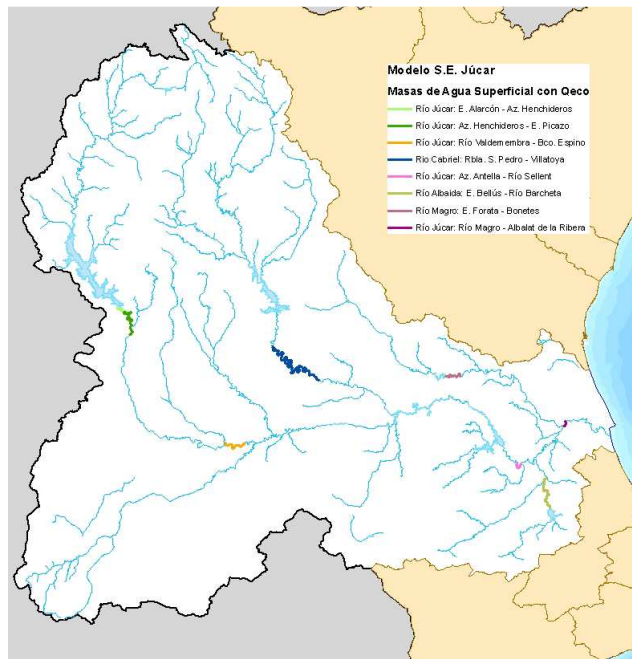 Modelo S.E. Júcar
Masas de Agua Superficial con Qeco
Río Júcar: E. Alarcón - Az. Henchideros
Río Júcar: Az. Henchideros - E. Picazo
Río Júcar: Río Valdemembra - Bco. Espino
Rio Cabriel: Rbla. S. Pedro - Villatoya
Río Júcar: Az. Antella - Río Sellent
Río Albaida: E. Bellús - Río Barcheta
Río Magro: E. Forata - Bonetes
Río Júcar: Río Magro - Albalat de la Ribera